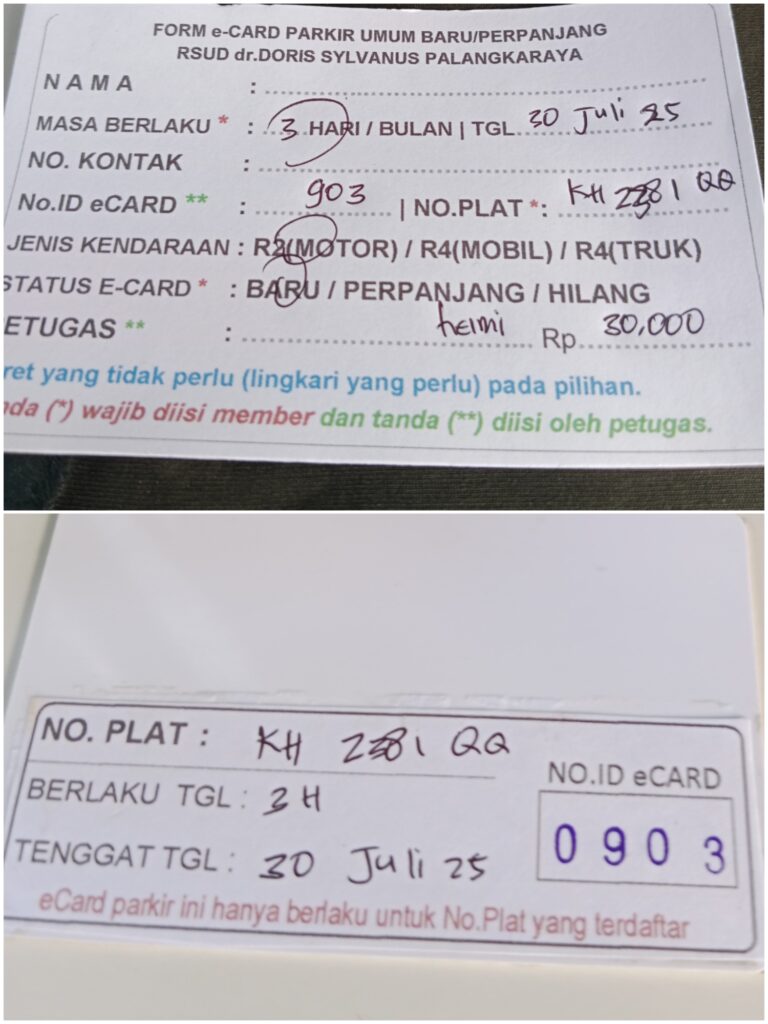 FORM e-CARD PARKIR UMUM BARU/PERPANJANG
RSUD dr.DORIS SYLVANUS PALANGKARAYA
NAMA :
MASA BERLAKU * : 3 HARI / BULAN | TGL 30 Juli 25
NO. KONTAK :
No.ID eCARD ** : 903 | NO.PLAT *: KH 2381 QQ
JENIS KENDARAAN : R2(MOTOR) / R4(MOBIL) / R4(TRUK)
STATUS E-CARD * : BARU / PERPANJANG / HILANG
PETUGAS ** : helmi Rp. 30,000
ret yang tidak perlu (lingkari yang perlu) pada pilihan.
nda (*) wajib diisi member dan tanda (**) diisi oleh petugas.
NO. PLAT : KH 2381 QQ
BERLAKU TGL : 3 H
TENGGAT TGL : 30 Juli 25
NO.ID eCARD
0903
eCard parkir ini hanya berlaku untuk No.Plat yang terdaftar